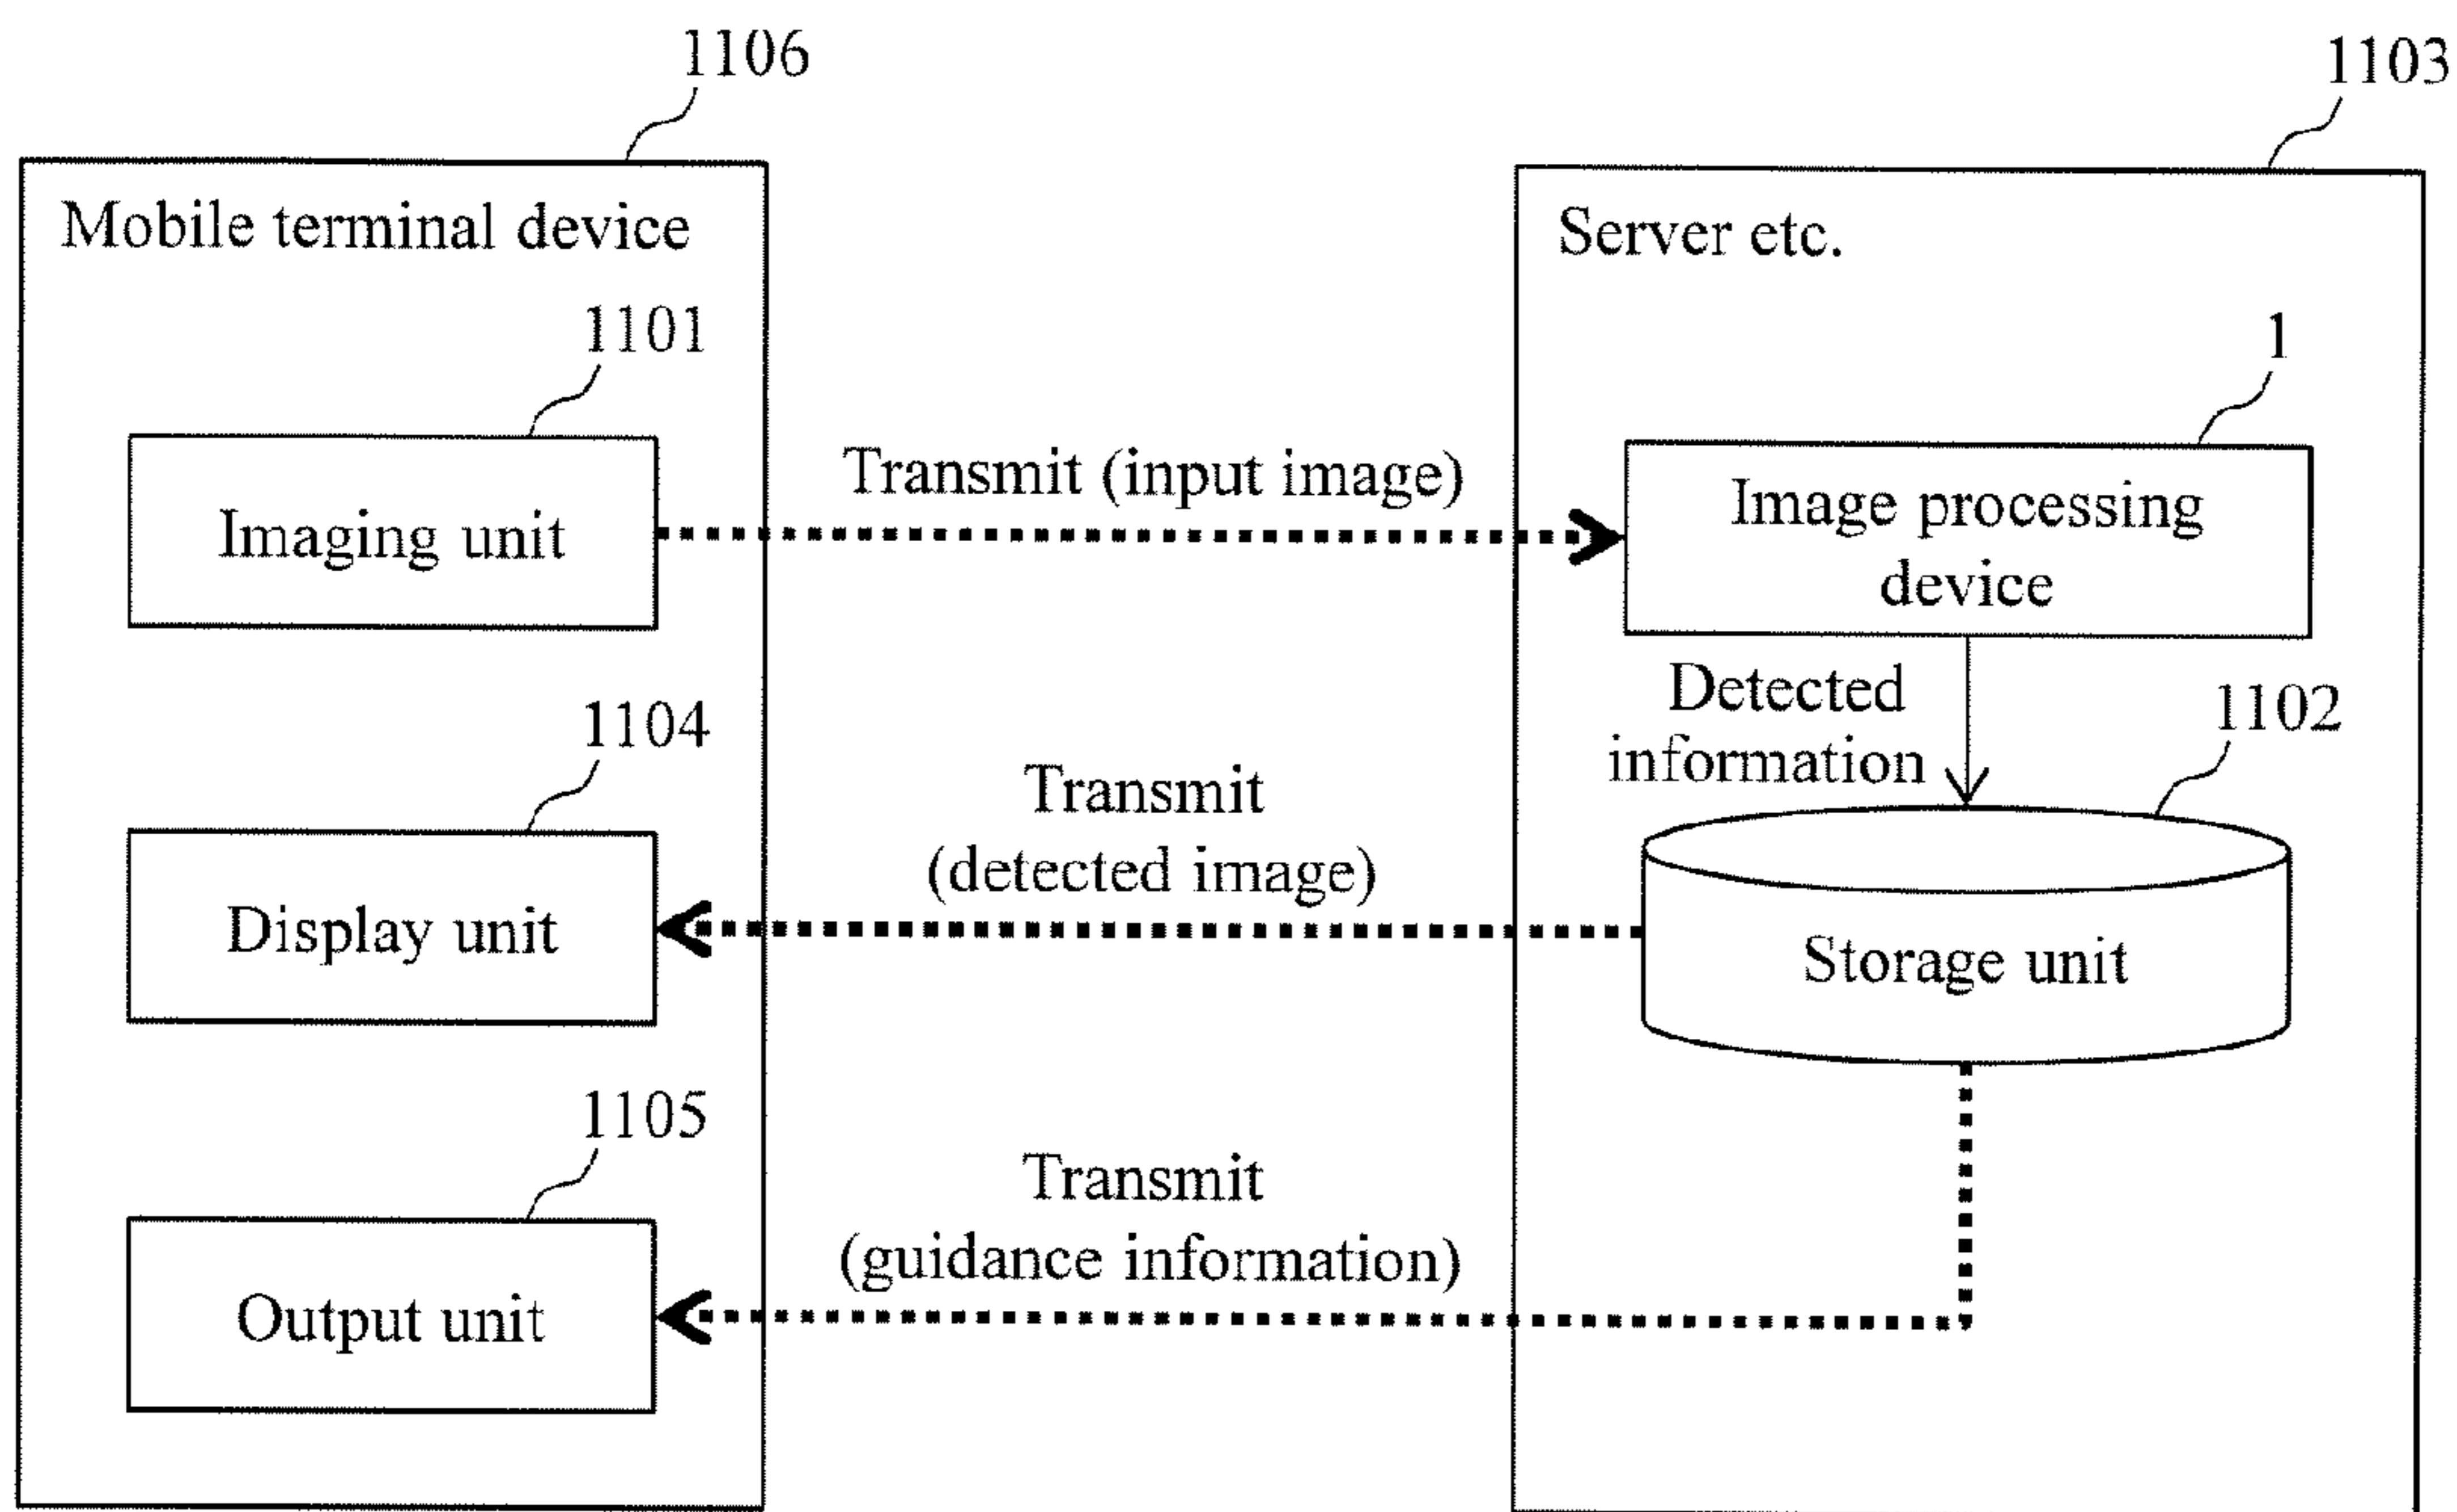 1106
1103
Mobile terminal device
Server etc.
1101
1
Imaging unit
Transmit (input image)
Image processing
device
Detected
information
1104
1102
Transmit
(detected image)
Display unit
Storage unit
1105
Transmit
(guidance information)
Output unit